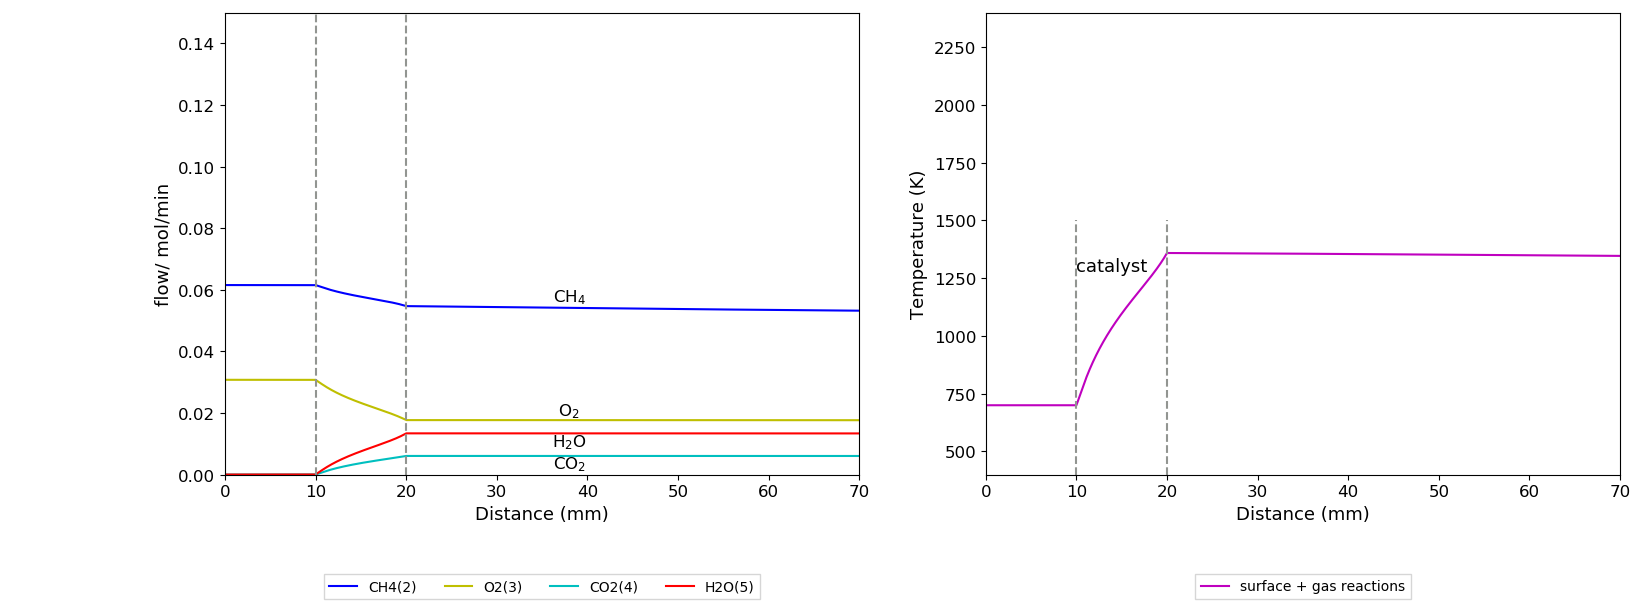 0.14
0.12
0.10
0.08
0.06
0.04
0.02
0.00
flow/ mol/min
0 10 20 30 40 50 60 70
Distance (mm)
CH₄
O₂
H₂O
CO₂
CH4(2) O2(3) CO2(4) H2O(5)
2250
2000
1750
1500
1250
1000
750
500
Temperature (K)
catalyst
0 10 20 30 40 50 60 70
Distance (mm)
surface + gas reactions